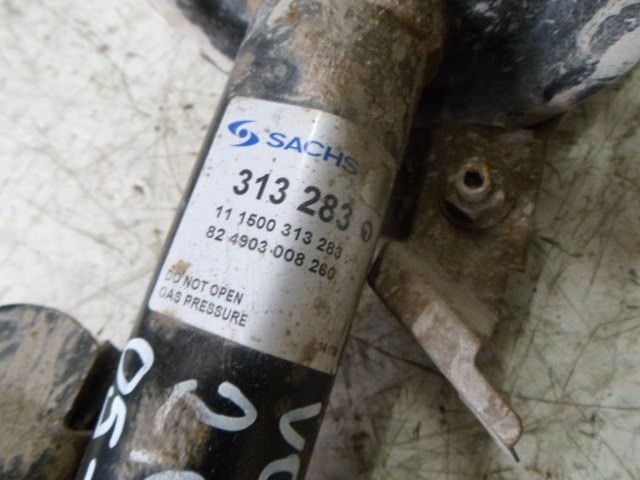 SACHS
313 283
11 1500 313 283
82 4903 008 260
DO NOT OPEN
GAS PRESSURE